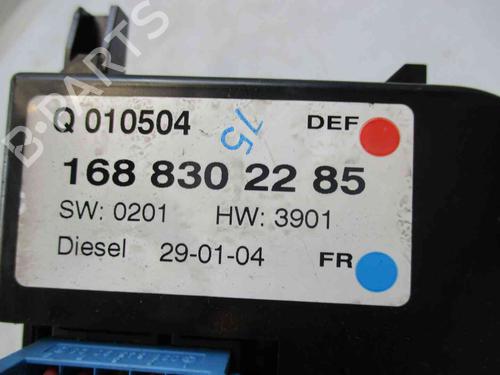 Q 010504
75
DEF
168 830 22 85
SW: 0201 HW: 3901
Diesel 29-01-04 FR
B-PARTS